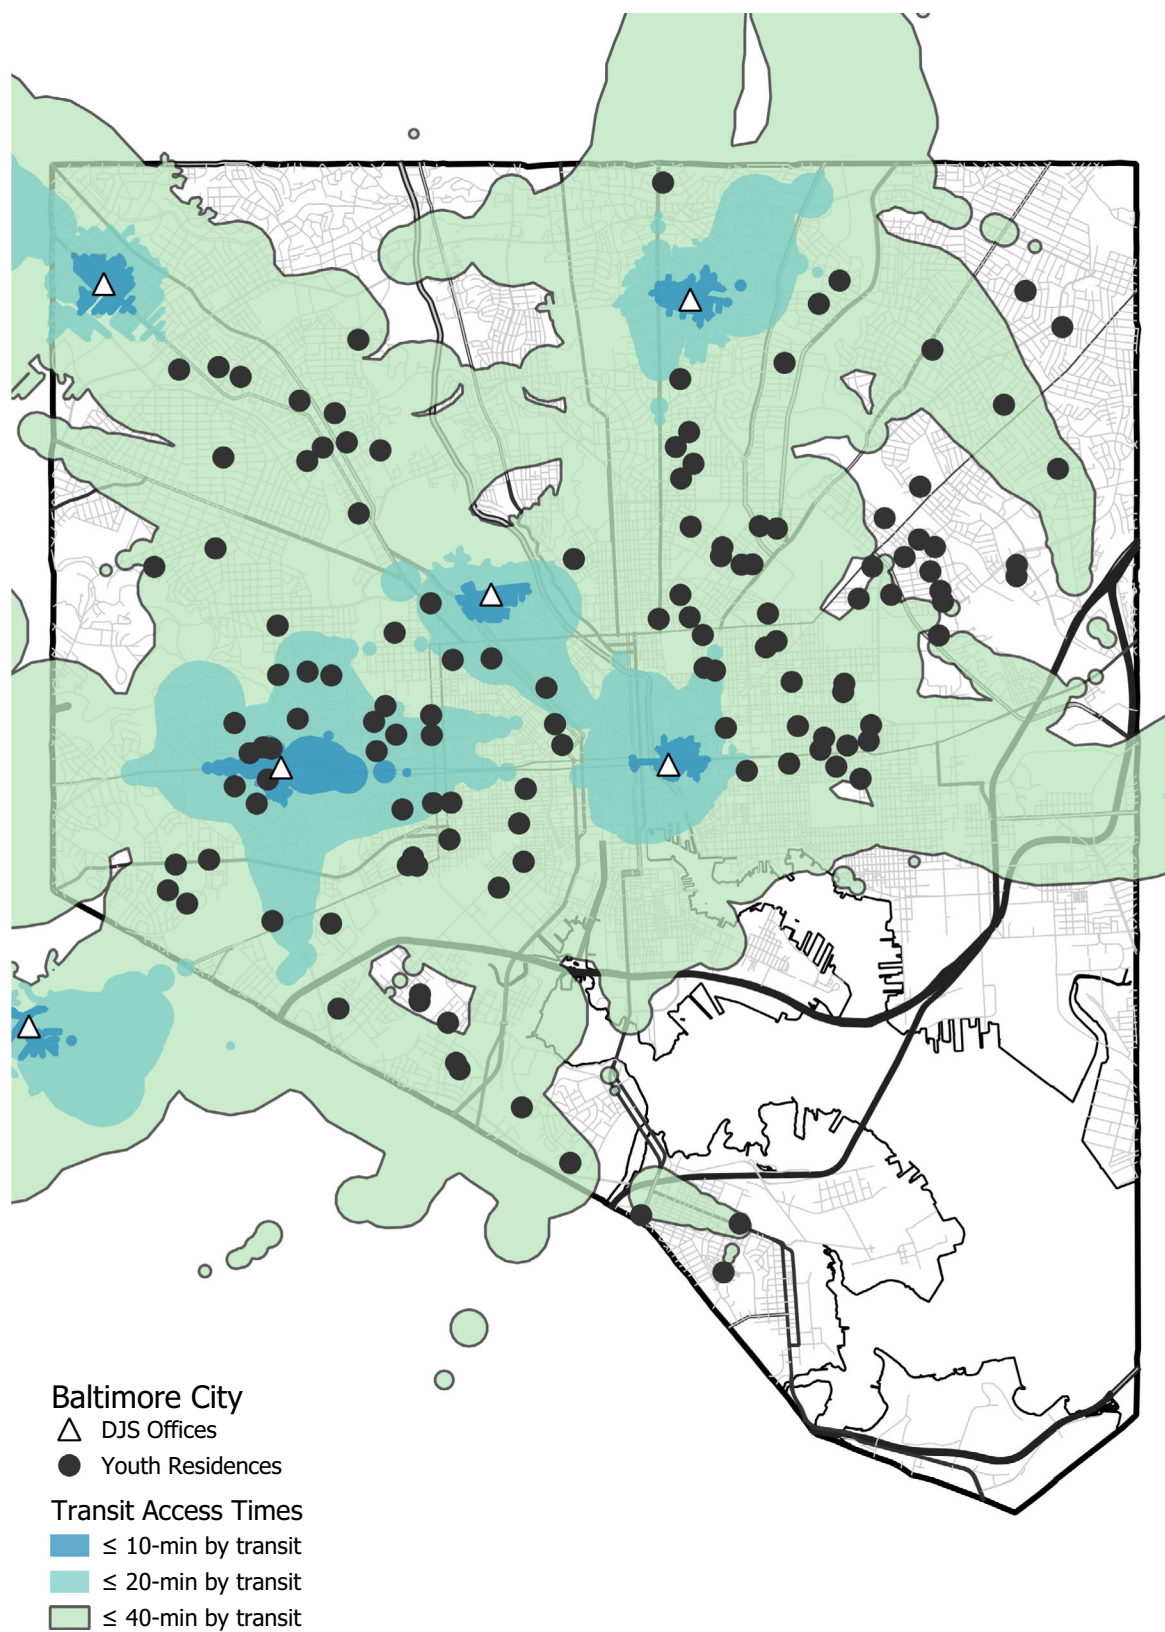 Baltimore City
DJS Offices
Youth Residences
Transit Access Times
≤ 10-min by transit
≤ 20-min by transit
≤ 40-min by transit